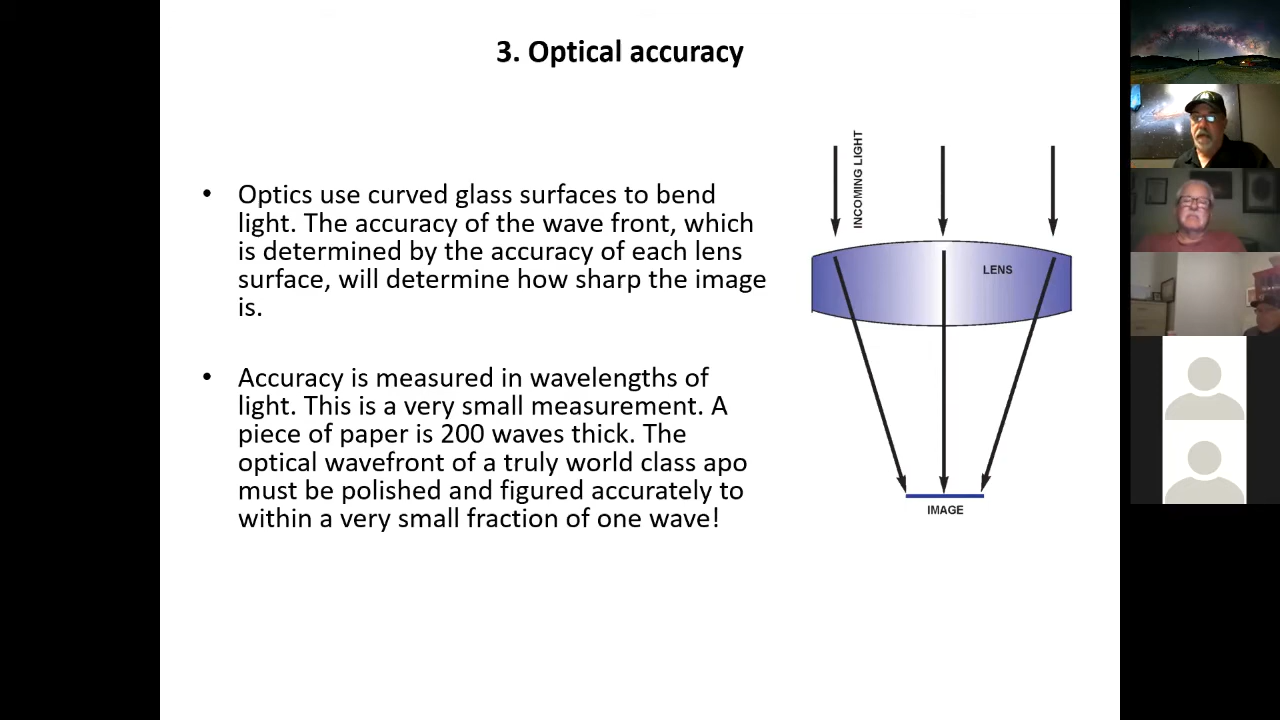 3. Optical accuracy
• Optics use curved glass surfaces to bend
light. The accuracy of the wave front, which
is determined by the accuracy of each lens
surface, will determine how sharp the image
is.
• Accuracy is measured in wavelengths of
light. This is a very small measurement. A
piece of paper is 200 waves thick. The
optical wavefront of a truly world class apo
must be polished and figured accurately to
within a very small fraction of one wave!
INCOMING LIGHT
LENS
IMAGE